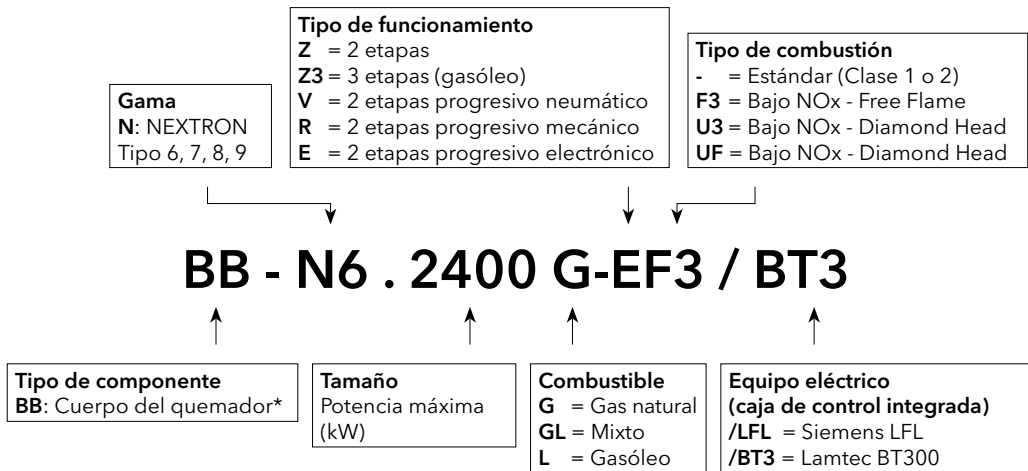 Tipo de funcionamiento
Z = 2 etapas
Z3 = 3 etapas (gasóleo)
V = 2 etapas progresivo neumático
R = 2 etapas progresivo mecánico
E = 2 etapas progresivo electrónico
Tipo de combustión
- = Estándar (Clase 1 o 2)
F3 = Bajo NOx - Free Flame
U3 = Bajo NOx - Diamond Head
UF = Bajo NOx - Diamond Head
Gama
N: NEXTRON
Tipo 6, 7, 8, 9
BB - N6 . 2400 G-EF3 / BT3
Tipo de componente
BB: Cuerpo del quemador*
Tamaño
Potencia máxima
(kW)
Combustible
G = Gas natural
GL = Mixto
L = Gasóleo
Equipo eléctrico
(caja de control integrada)
/LFL = Siemens LFL
/BT3 = Lamtec BT300